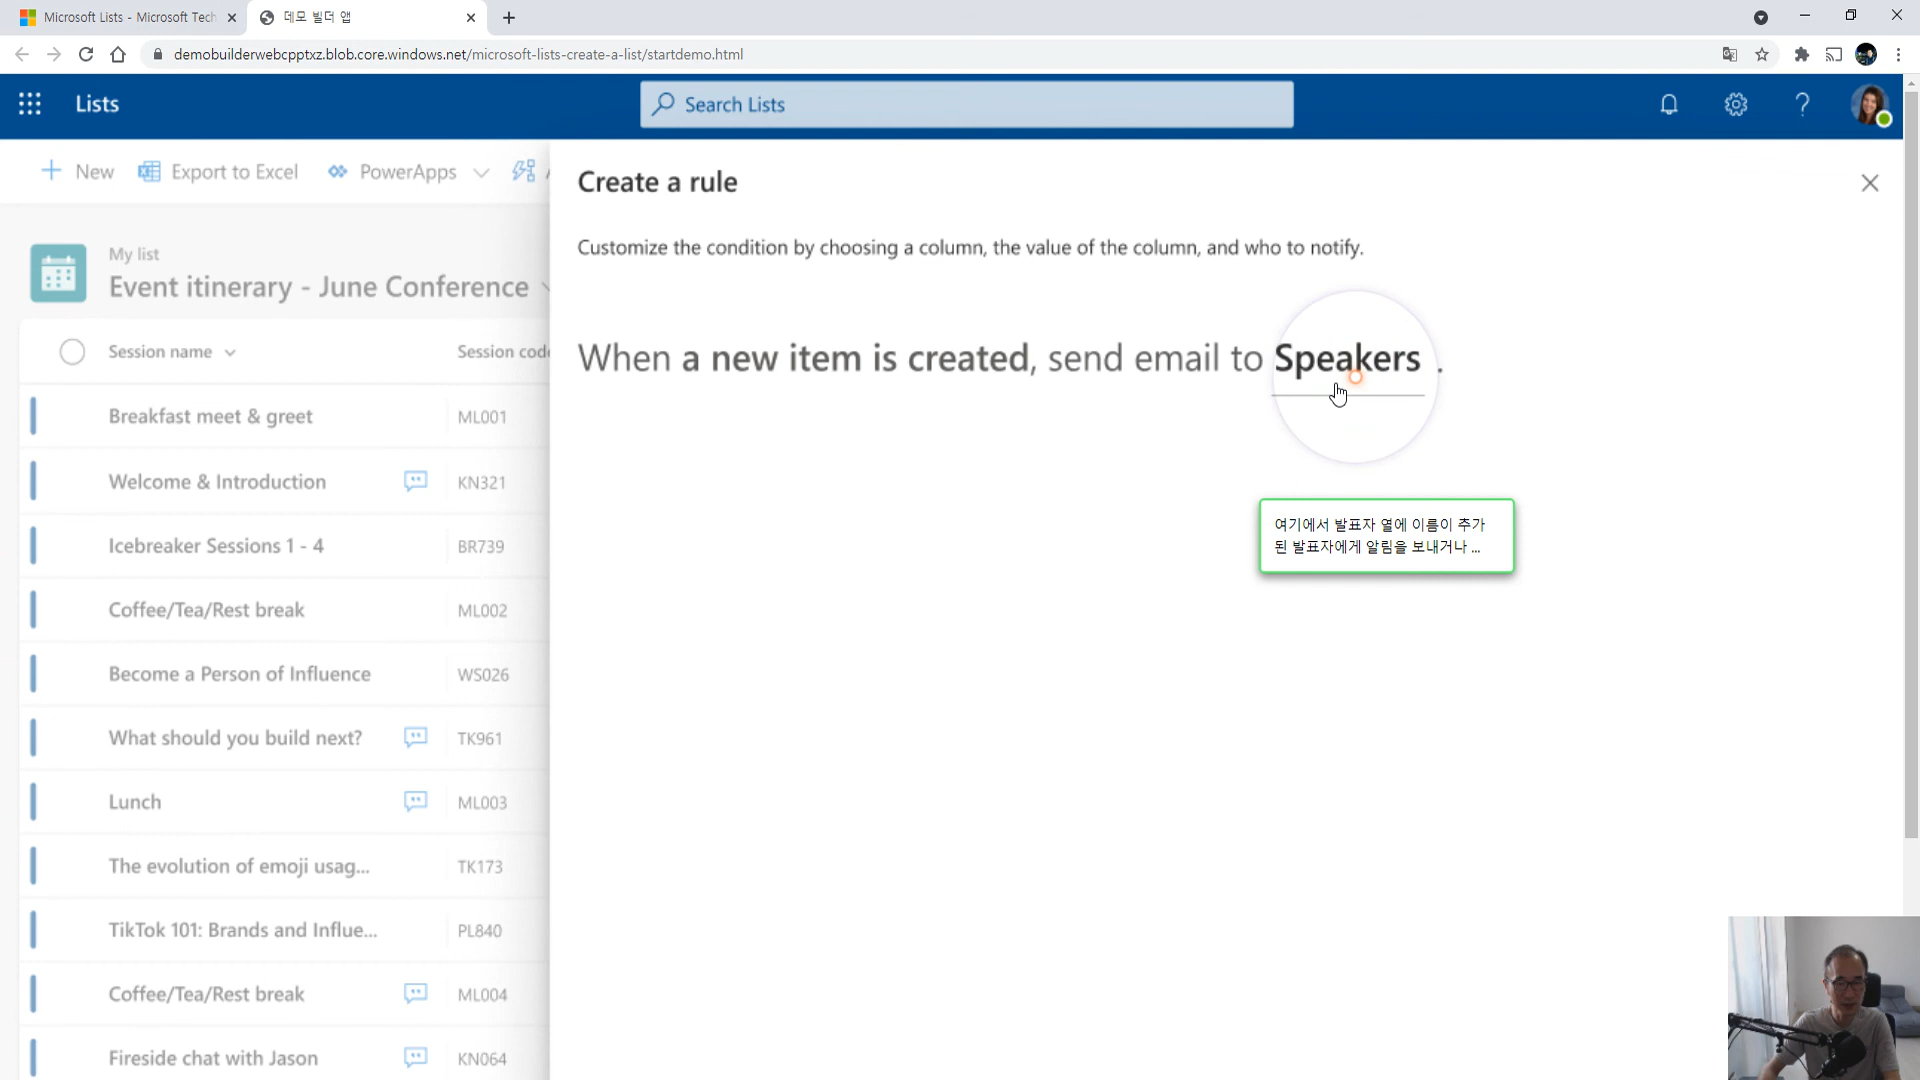 Microsoft Lists - Microsoft Tech
데모 빌더 앱
demobuilderwebcpptxz.blob.core.windows.net/microsoft-lists-create-a-list/startdemo.html
Lists
Search Lists
New
Export to Excel
PowerApps
My list
Event itinerary - June Conference
Session name
Session code
Breakfast meet & greet
ML001
Welcome & Introduction
KN321
Icebreaker Sessions 1 - 4
BR739
Coffee/Tea/Rest break
ML002
Become a Person of Influence
WS026
What should you build next?
TK961
Lunch
ML003
The evolution of emoji usag...
TK173
TikTok 101: Brands and Influe...
PL840
Coffee/Tea/Rest break
ML004
Fireside chat with Jason
KN064
Create a rule
Customize the condition by choosing a column, the value of the column, and who to notify.
When a new item is created, send email to Speakers .
여기에서 발표자 열에 이름이 추가
된 발표자에게 알림을 보내거나 ...